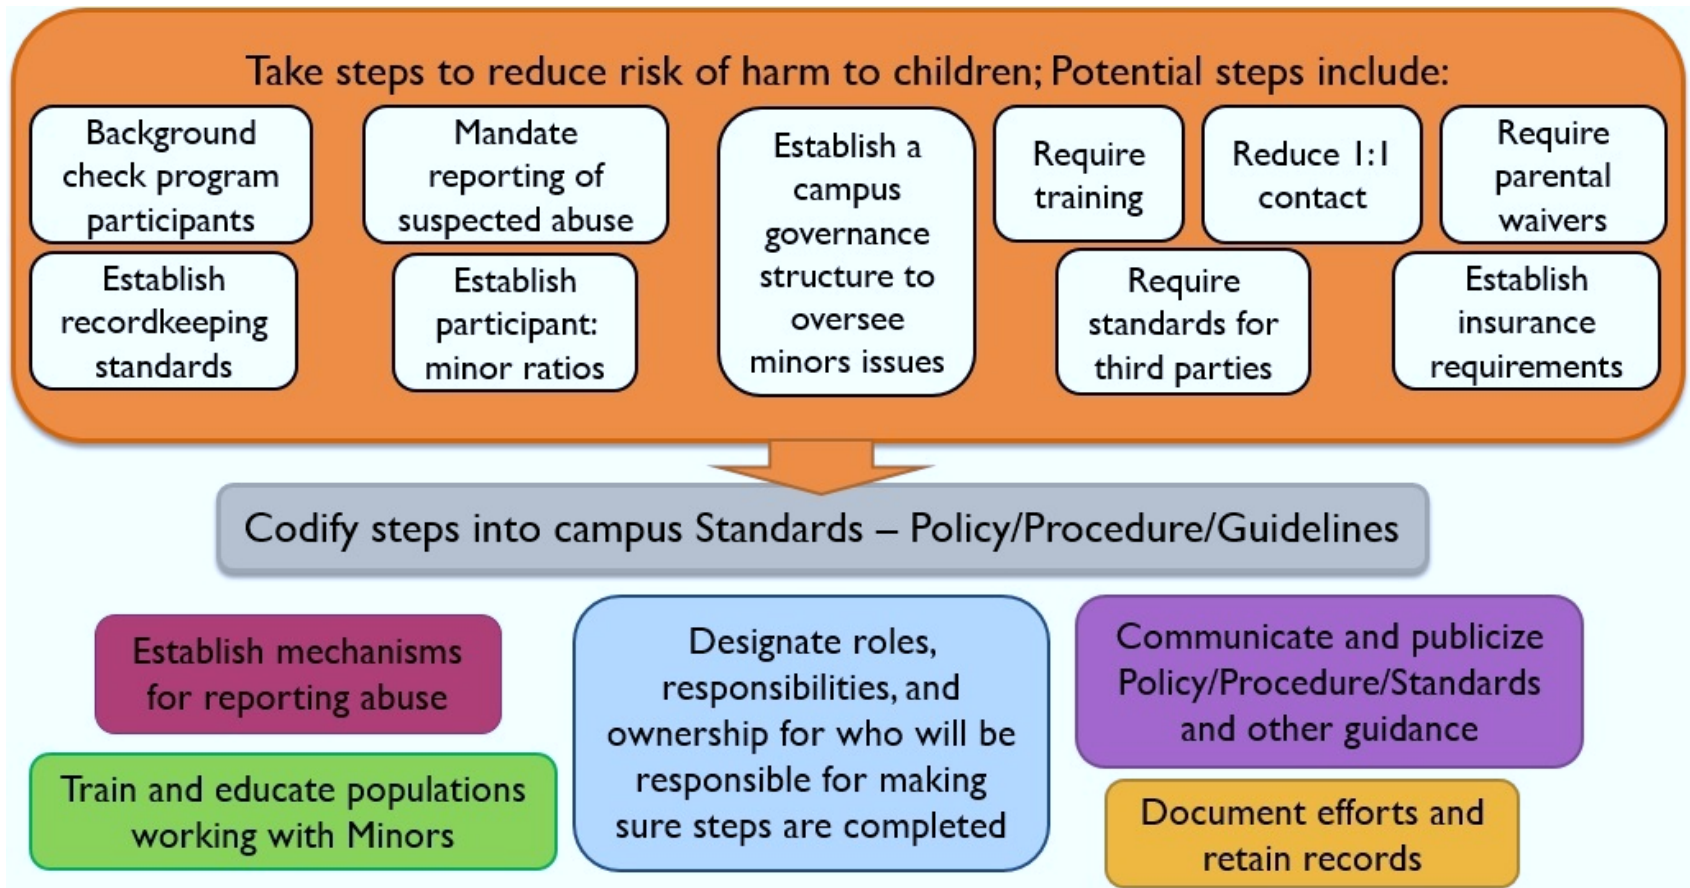 Take steps to reduce risk of harm to children; Potential steps include:
Background
check program
participants
Mandate
reporting of
suspected abuse
Establish a
campus
governance
structure to
oversee
minors issues
Require
training
Reduce 1:1
contact
Require
parental
waivers
Establish
recordkeeping
standards
Establish
participant:
minor ratios
Require
standards for
third parties
Establish
insurance
requirements
Codify steps into campus Standards – Policy/Procedure/Guidelines
Establish mechanisms
for reporting abuse
Designate roles,
responsibilities, and
ownership for who will be
responsible for making
sure steps are completed
Communicate and publicize
Policy/Procedure/Standards
and other guidance
Train and educate populations
working with Minors
Document efforts and
retain records